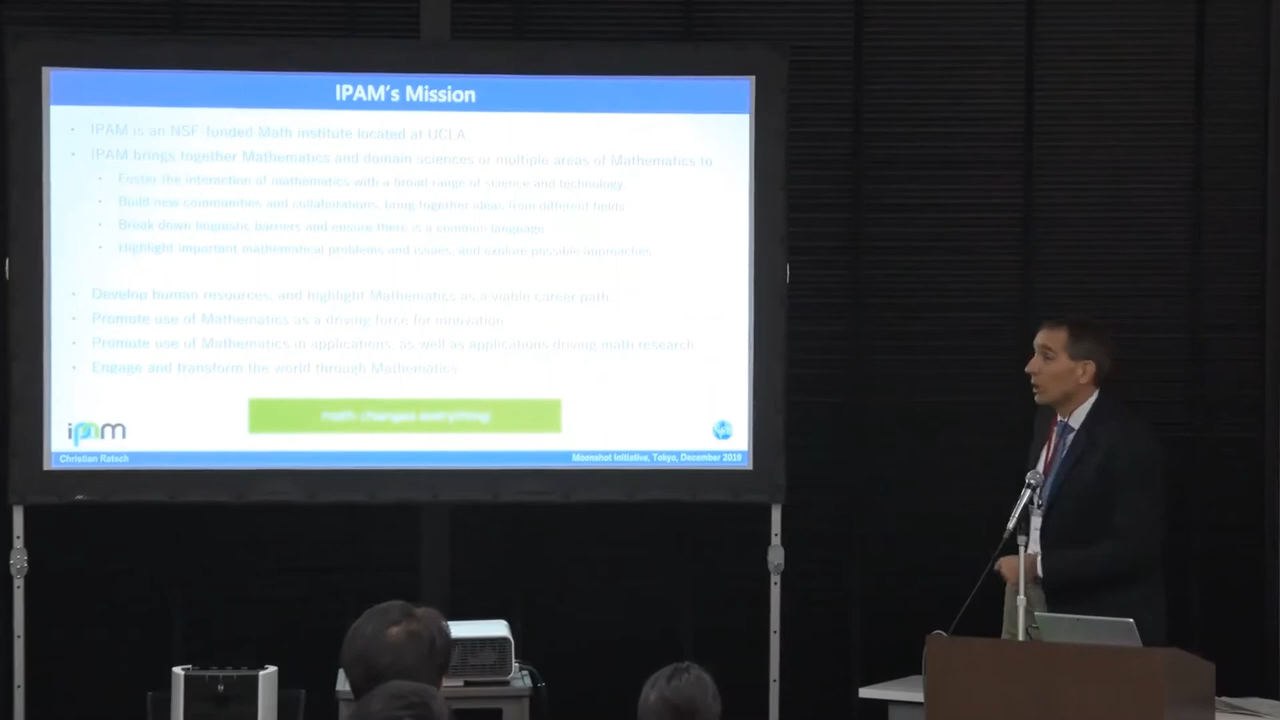 IPAM's Mission
• IPAM is an NSF-funded Math institute located at UCLA
• IPAM brings together Mathematics and domain sciences or multiple areas of Mathematics to
• Foster the interaction of mathematics with a broad range of science and technology.
• Build new communities and collaborations, bring together ideas from different fields
• Break down linguistic barriers and ensure there is a common language
• Highlight important mathematical problems and issues, and explore possible approaches
• Develop human resources, and highlight Mathematics as a viable career path.
• Promote use of Mathematics as a driving force for innovation
• Promote use of Mathematics in applications, as well as applications driving math research
• Engage and transform the world through Mathematics
math changes everything
ipam
Christian Ratsch
Moonshot Initiative, Tokyo, December 2019